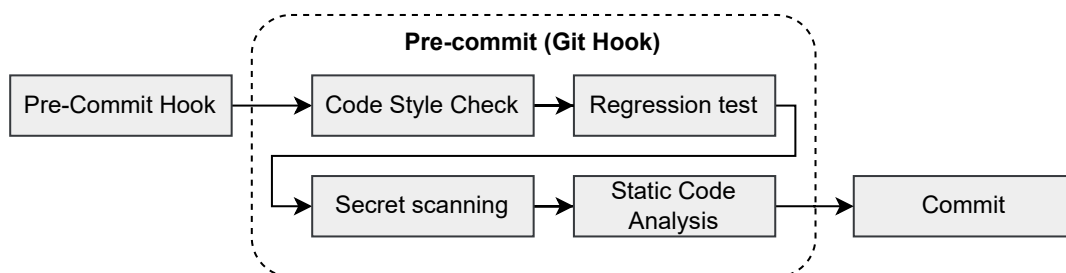 Pre-commit (Git Hook)
Pre-Commit Hook
Code Style Check
Regression test
Secret scanning
Static Code
Analysis
Commit